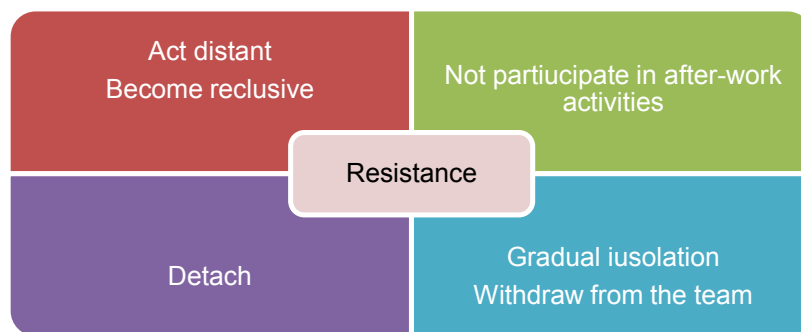 Act distant
Become reclusive
Not partiucipate in after-work
activities
Resistance
Detach
Gradual iusolation
Withdraw from the team